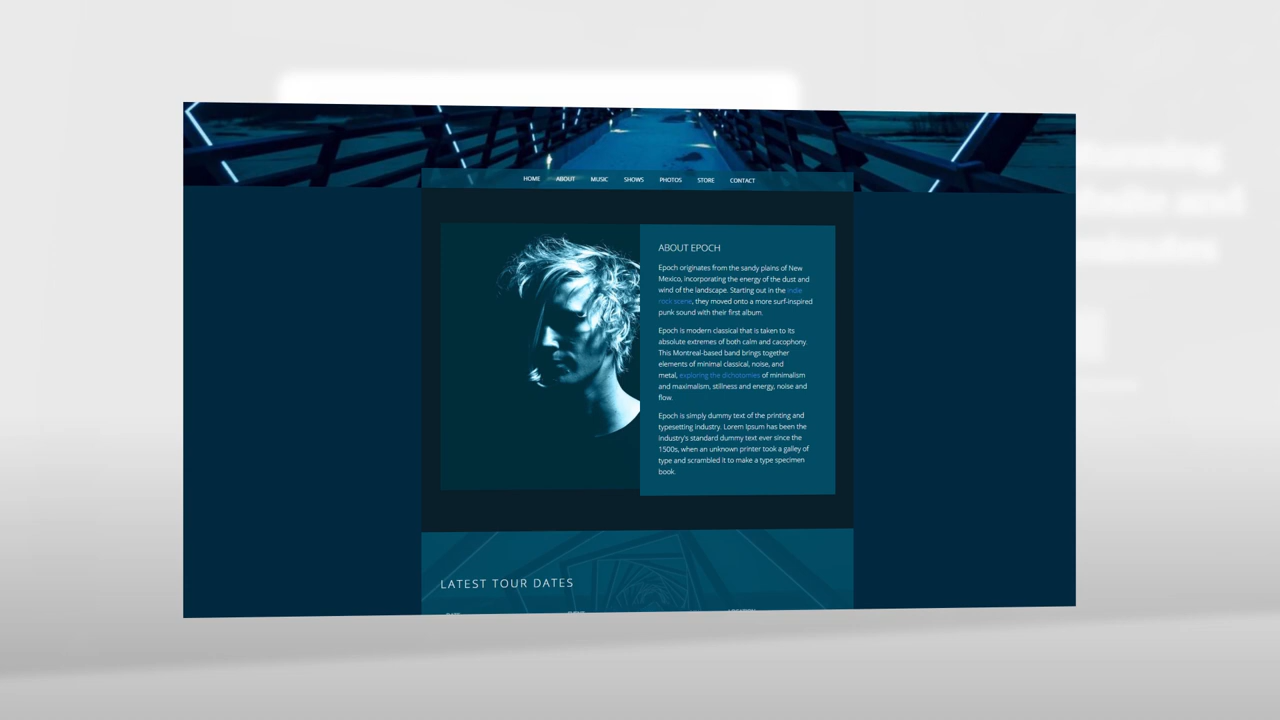 HOME ABOUT MUSIC SHOWS PHOTOS STORE CONTACT
ABOUT EPOCH
Epoch originates from the sandy plains of New
Mexico, incorporating the energy of the dust and
wind of the landscape. Starting out in the indie
rock scene, they moved onto a more surf-inspired
punk sound with their first album.
Epoch is modern classical that is taken to its
absolute extremes of both calm and cacophony.
This Montreal-based band brings together
elements of minimal classical, noise, and
metal, exploring the dichotomies of minimalism
and maximalism, stillness and energy, noise and
flow.
Epoch is simply dummy text of the printing and
typesetting industry. Lorem Ipsum has been the
industry's standard dummy text ever since the
1500s, when an unknown printer took a galley of
type and scrambled it to make a type specimen
book.
LATEST TOUR DATES